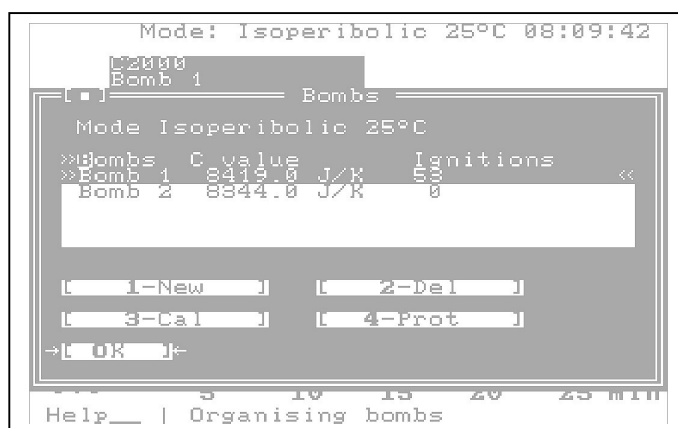 Mode: Isoperibolic 25°C 08:09:42
C2000
Bomb 1
[■] Bombs
Mode Isoperibolic 25°C
»Bombs C value Ignitions
»Bomb 1 8419.0 J/K 53 «
Bomb 2 8344.0 J/K 0
[ 1-New ] [ 2-Del ]
[ 3-Cal ] [ 4-Prot ]
→[ OK ]←
5 10 15 20 25 min
Help__ | Organising bombs